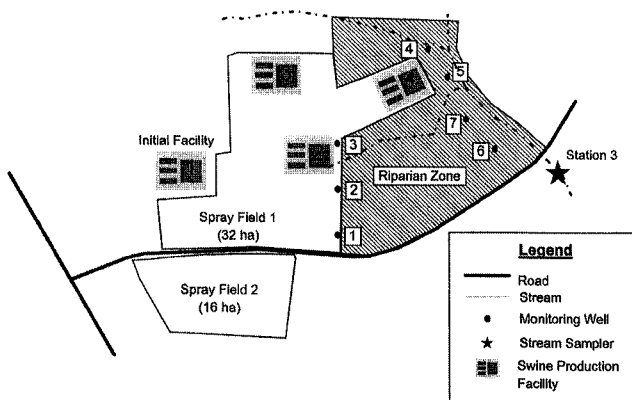 4
5
Initial Facility
3
7
6
Station 3
Riparian Zone
2
Spray Field 1
(32 ha)
1
Spray Field 2
(16 ha)
Legend
Road
Stream
Monitoring Well
Stream Sampler
Swine Production
Facility